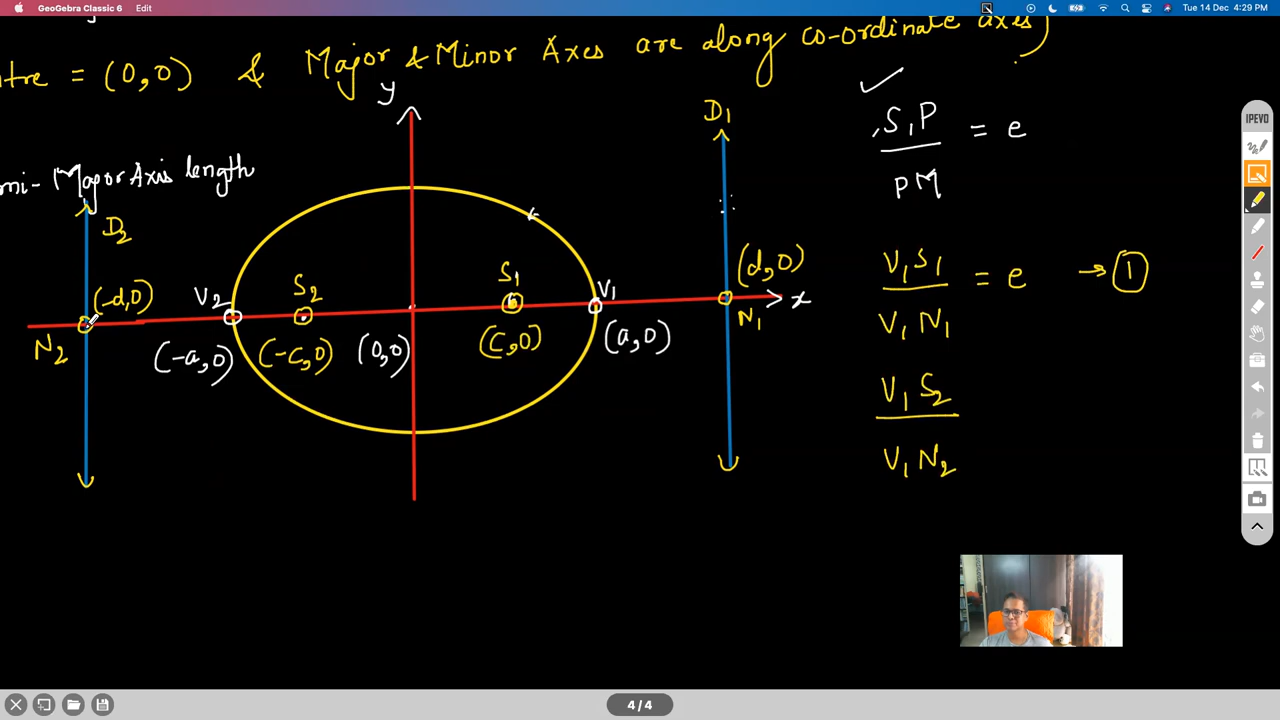 GeoGebra Classic 6 Edit Tue 14 Dec 4:29 PM
ntre = (0,0) & Major & Minor Axes are along co-ordinate axes)
mi- Major Axis length
y
D1
S1P
= e
PM
D2
(-d,0)
V2
S2
S1
V1
(d,0)
x
N2
(-a,0)
(-c,0)
(0,0)
(c,0)
(a,0)
N1
V1S1
= e → 1
V1N1
V1S2
V1N2
IPEVO
4/4